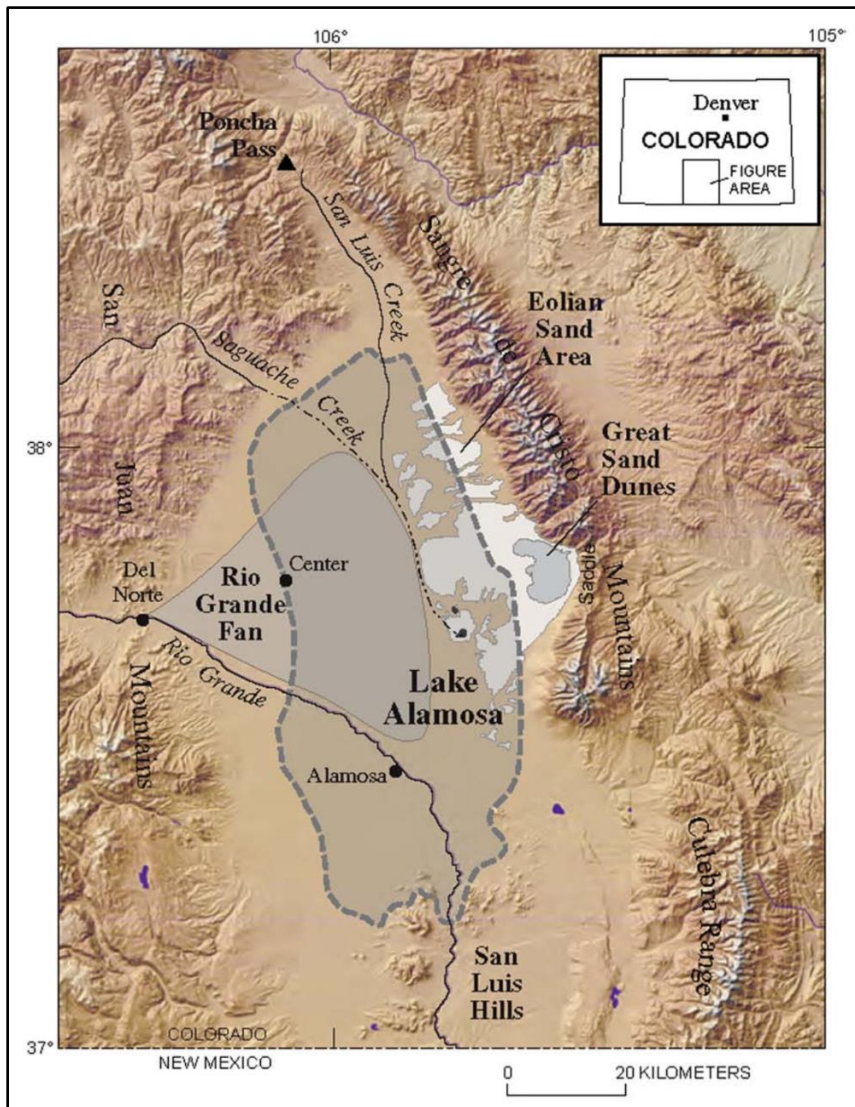 106°
105°
Poncha
Pass
Denver
COLORADO
FIGURE
AREA
San Luis Creek
Sangre
de
Cristo
Mountains
Eolian
Sand
Area
San
Juan
Mountains
Saguache
Creek
Great
Sand
Dunes
38°
Saddle
Center
Del
Norte
Rio
Grande
Fan
Rio Grande
Lake
Alamosa
Alamosa
Culebra Range
San
Luis
Hills
37°
COLORADO
NEW MEXICO
0
20 KILOMETERS